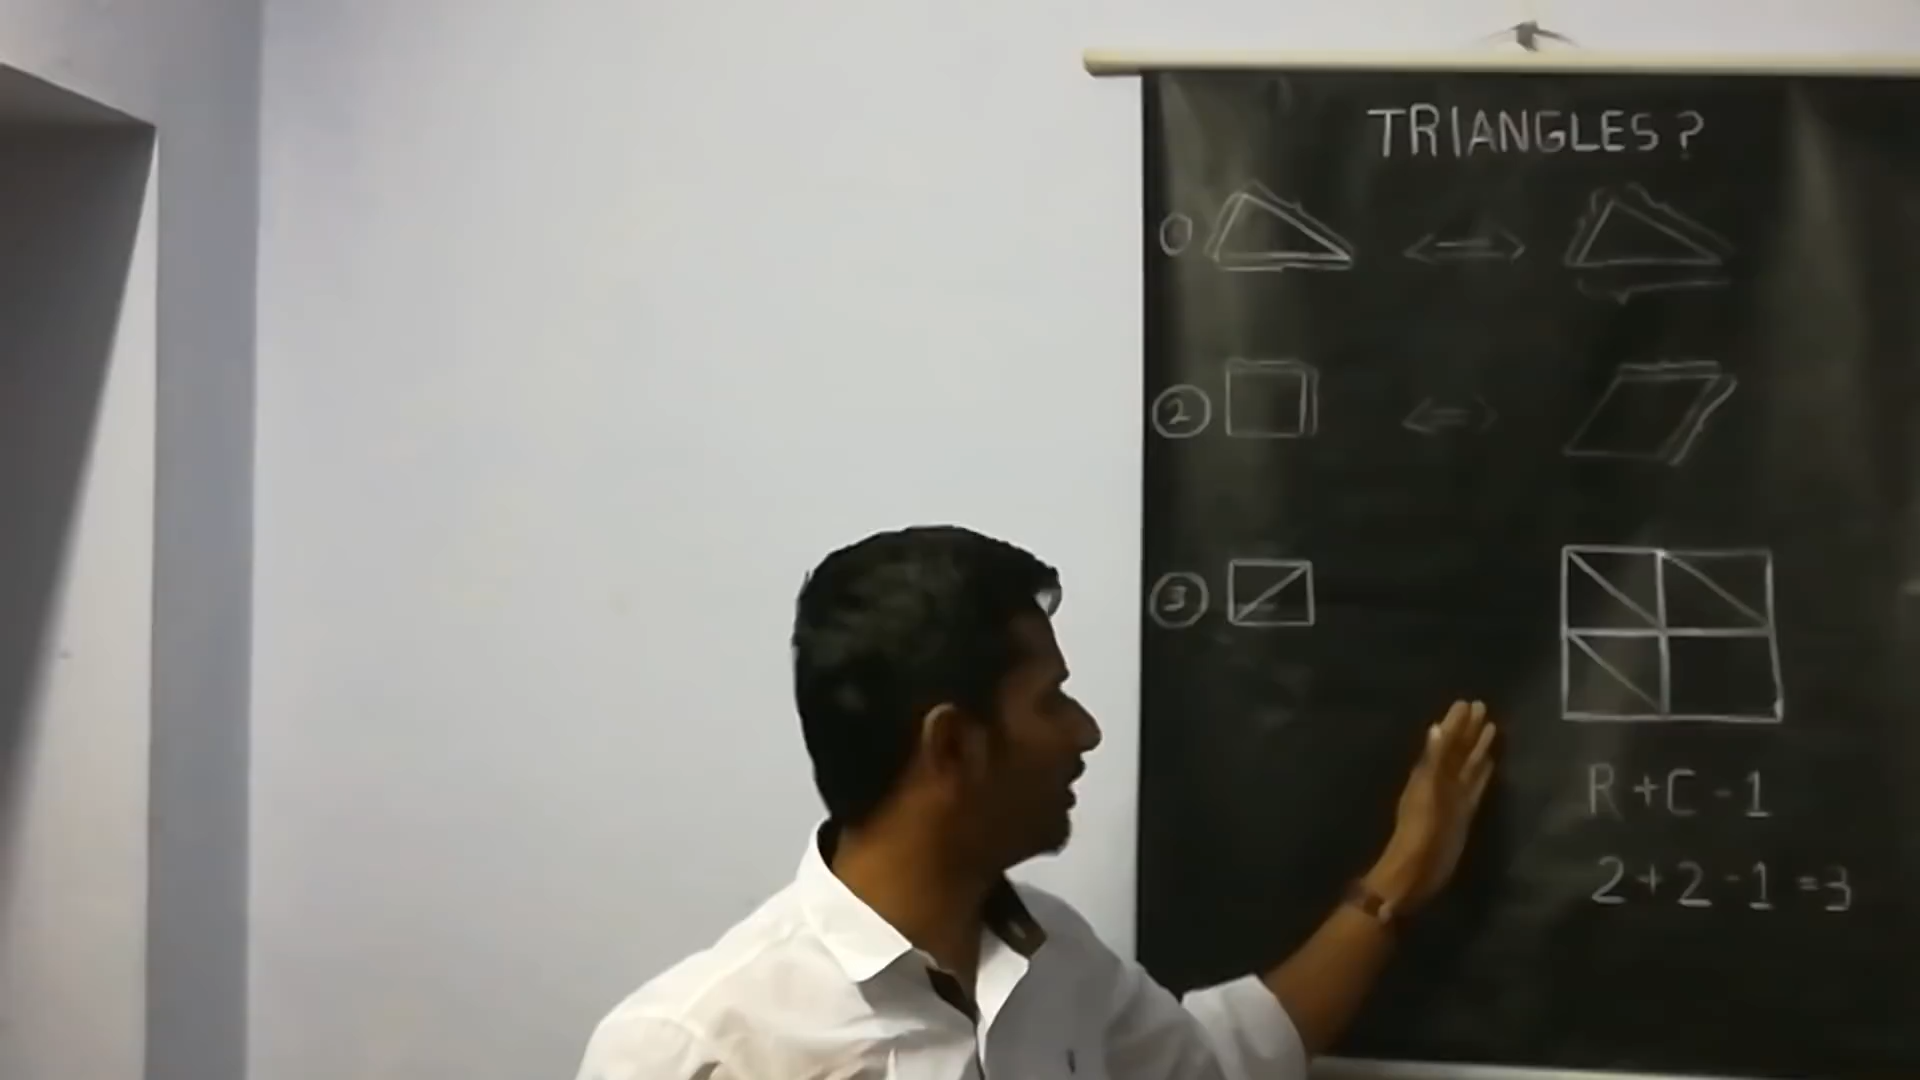 TRIANGLES?
①
②
③
R+C-1
2+2-1=3